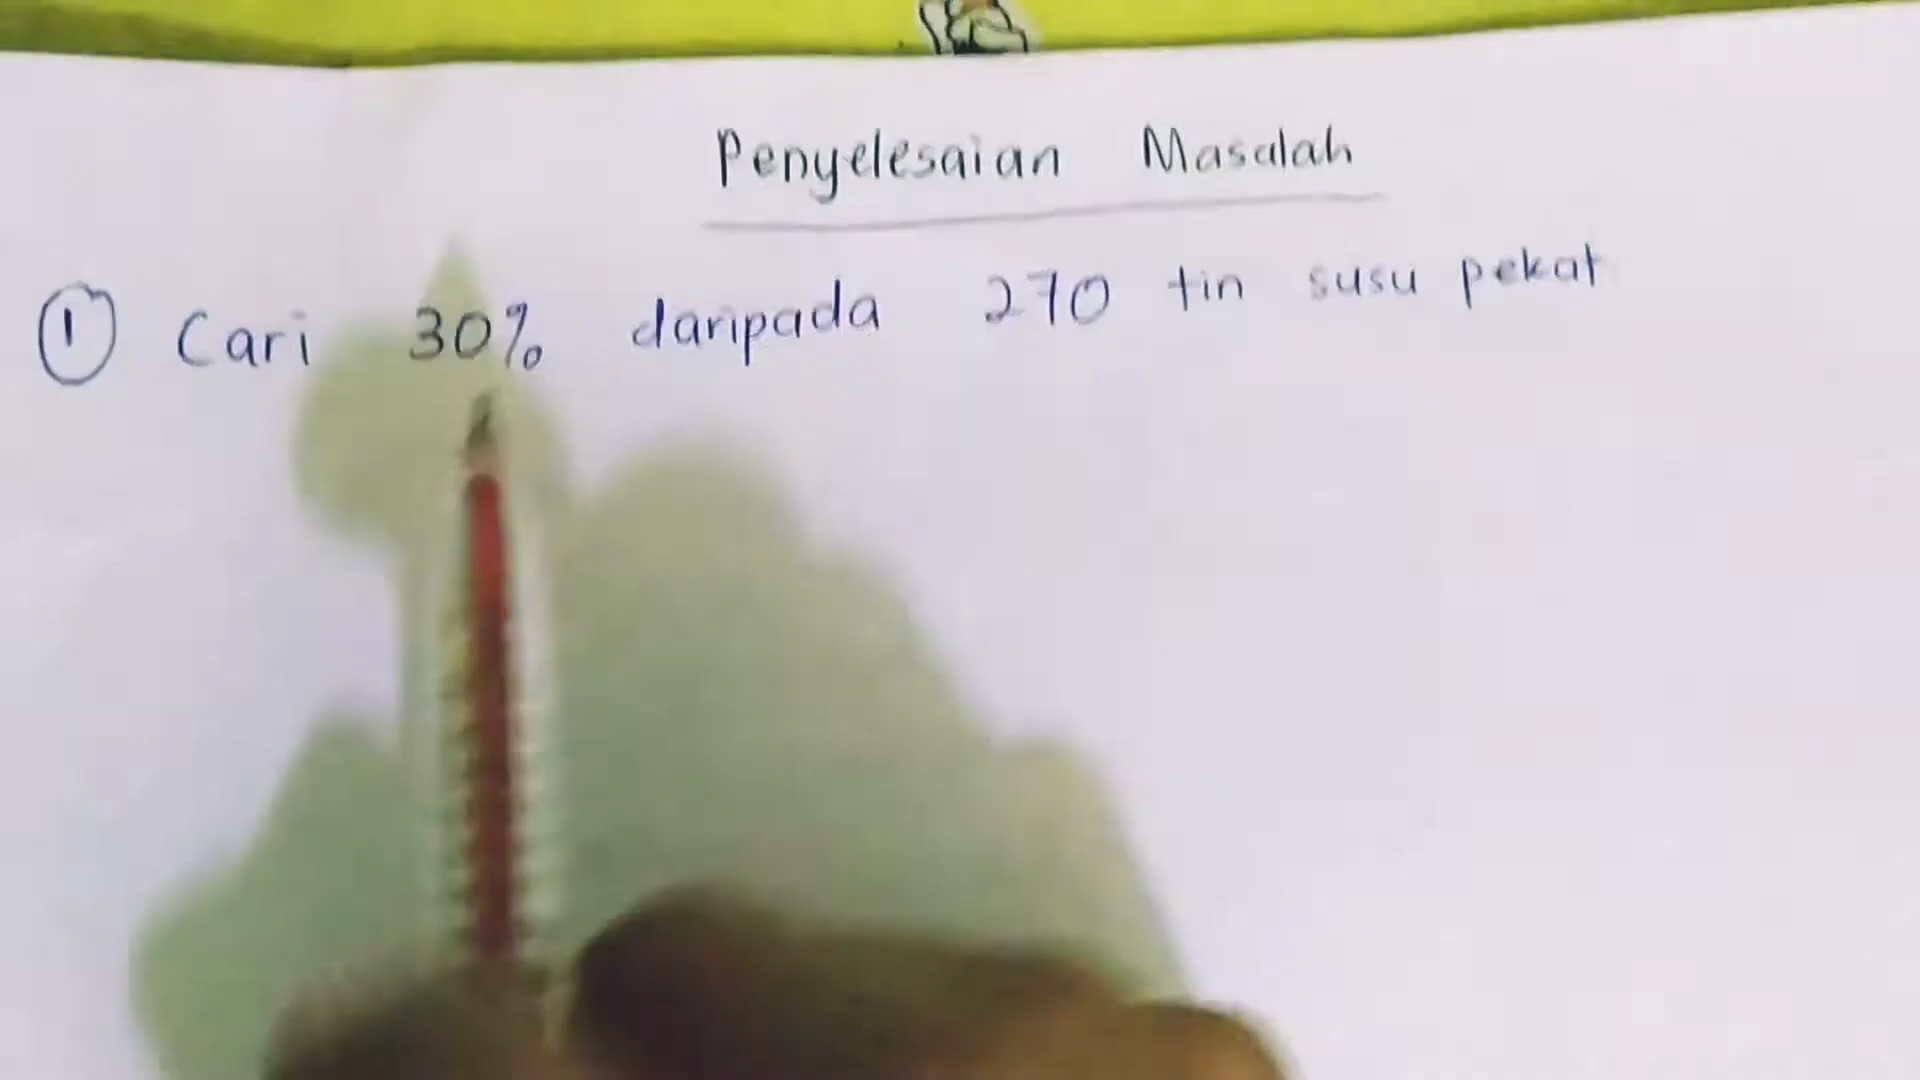 Penyelesaian Masalah
① Cari 30% daripada 270 tin susu pekat